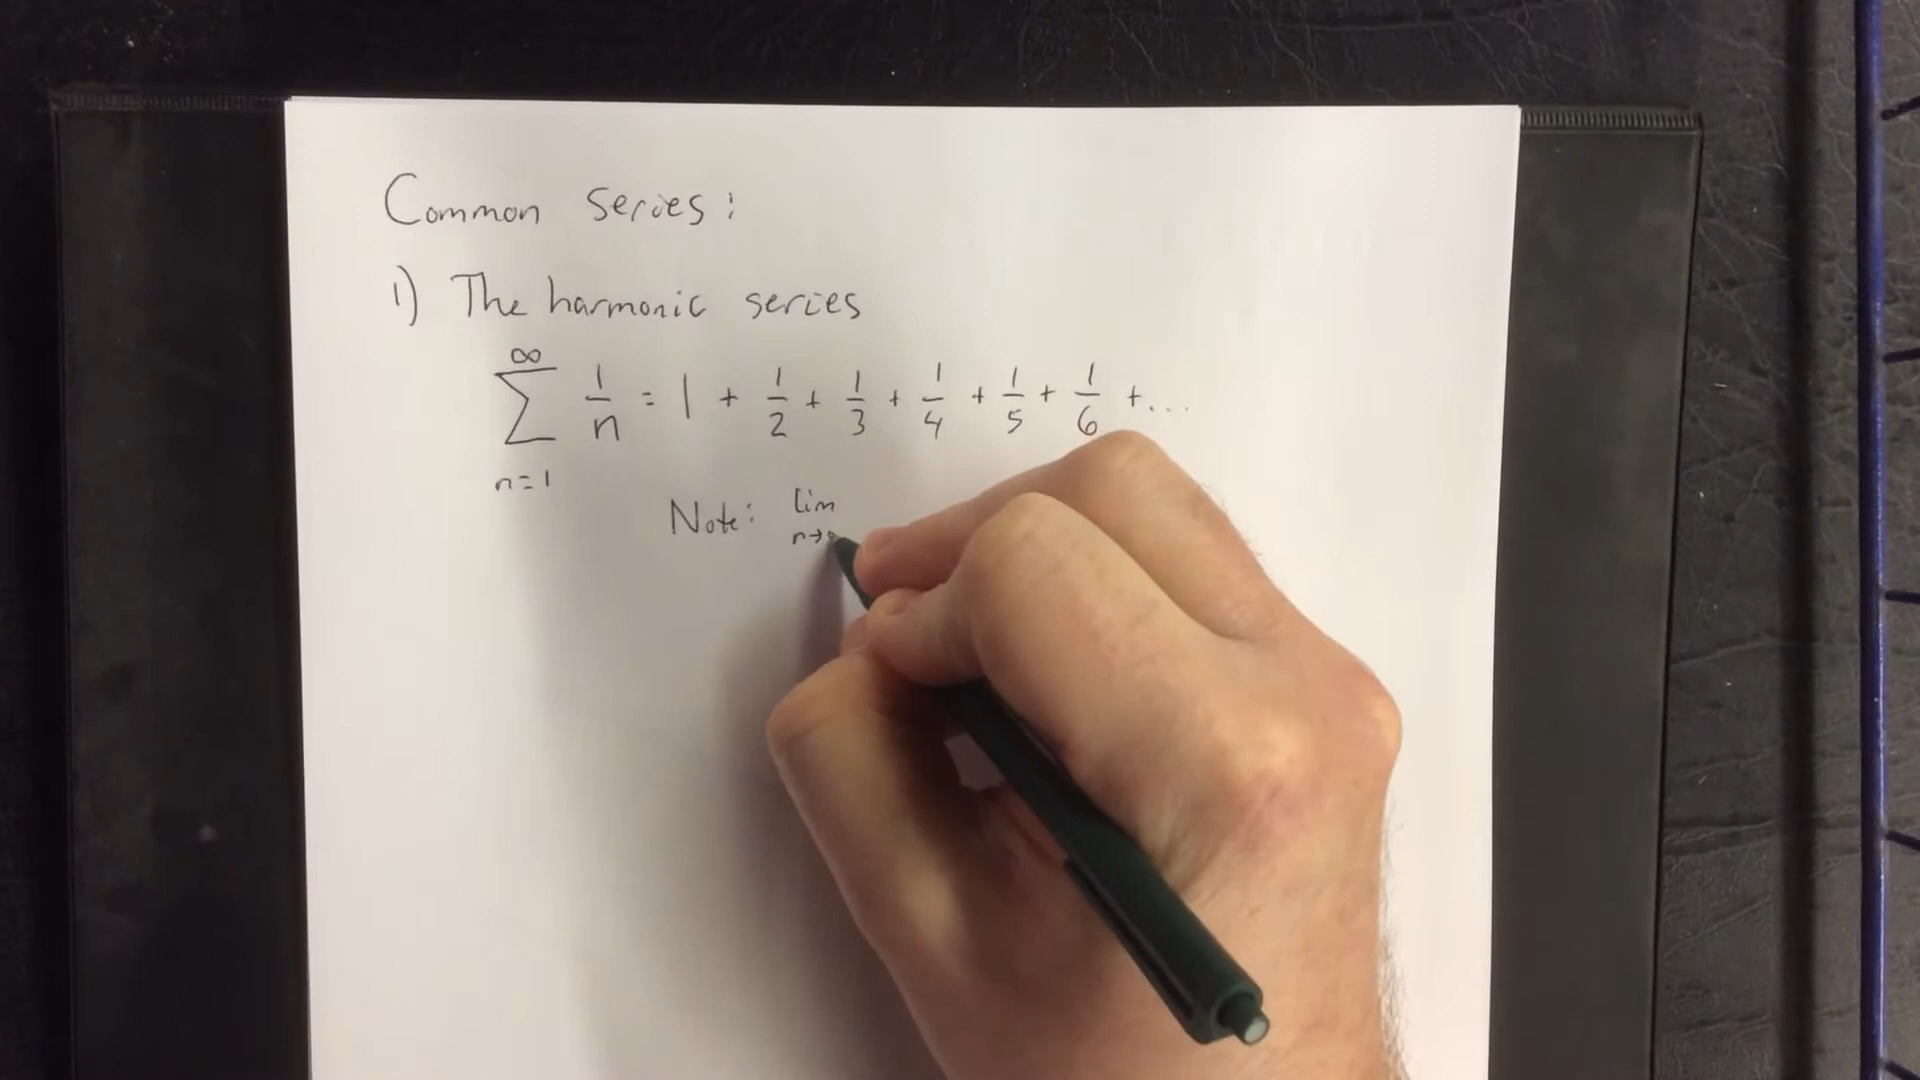 Common series:
1) The harmonic series
∞
∑ 1/n = 1 + 1/2 + 1/3 + 1/4 + 1/5 + 1/6 + ...
n=1
Note: lim
n→